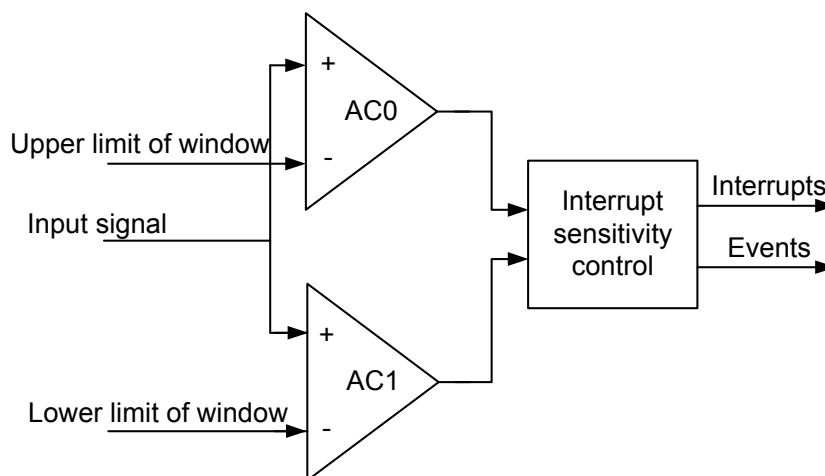 +
AC0
Upper limit of window
-
Input signal
Interrupt
sensitivity
control
Interrupts
Events
+
AC1
Lower limit of window
-